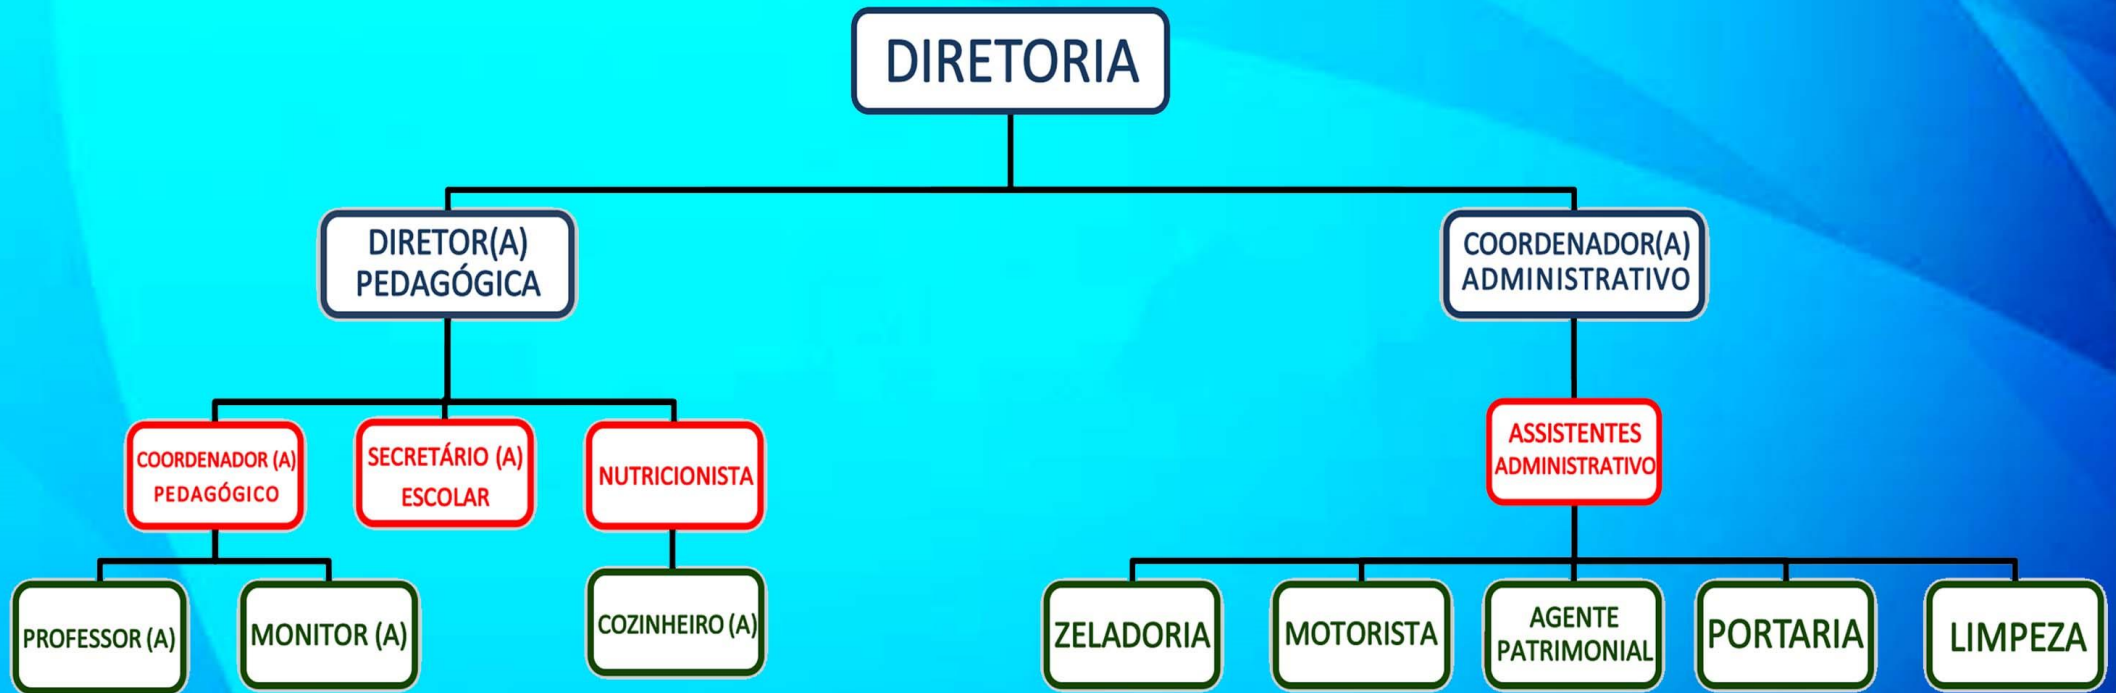 DIRETORIA
DIRETOR(A)
PEDAGÓGICA
COORDENADOR(A)
ADMINISTRATIVO
COORDENADOR (A)
PEDAGÓGICO
SECRETÁRIO (A)
ESCOLAR
NUTRICIONISTA
ASSISTENTES
ADMINISTRATIVO
PROFESSOR (A)
MONITOR (A)
COZINHEIRO (A)
ZELADORIA
MOTORISTA
AGENTE
PATRIMONIAL
PORTARIA
LIMPEZA